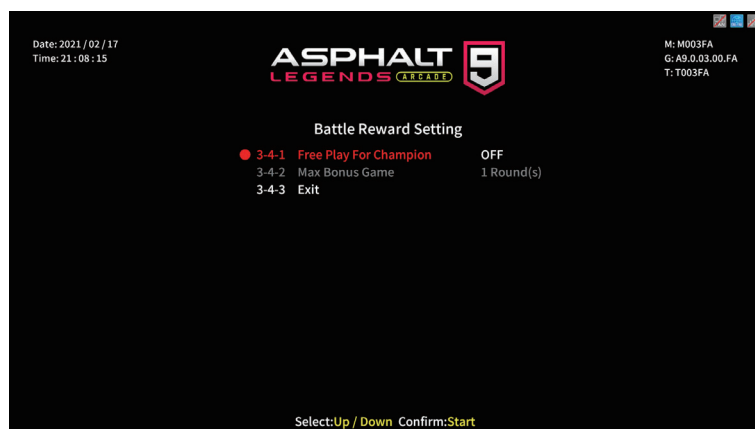 Date: 2021 / 02 / 17
Time: 21 : 08 : 15
ASPHALT 9
LEGENDS ARCADE
M: M003FA
G: A9.0.03.00.FA
T: T003FA
Battle Reward Setting
3-4-1 Free Play For Champion OFF
3-4-2 Max Bonus Game 1 Round(s)
3-4-3 Exit
Select:Up / Down Confirm:Start